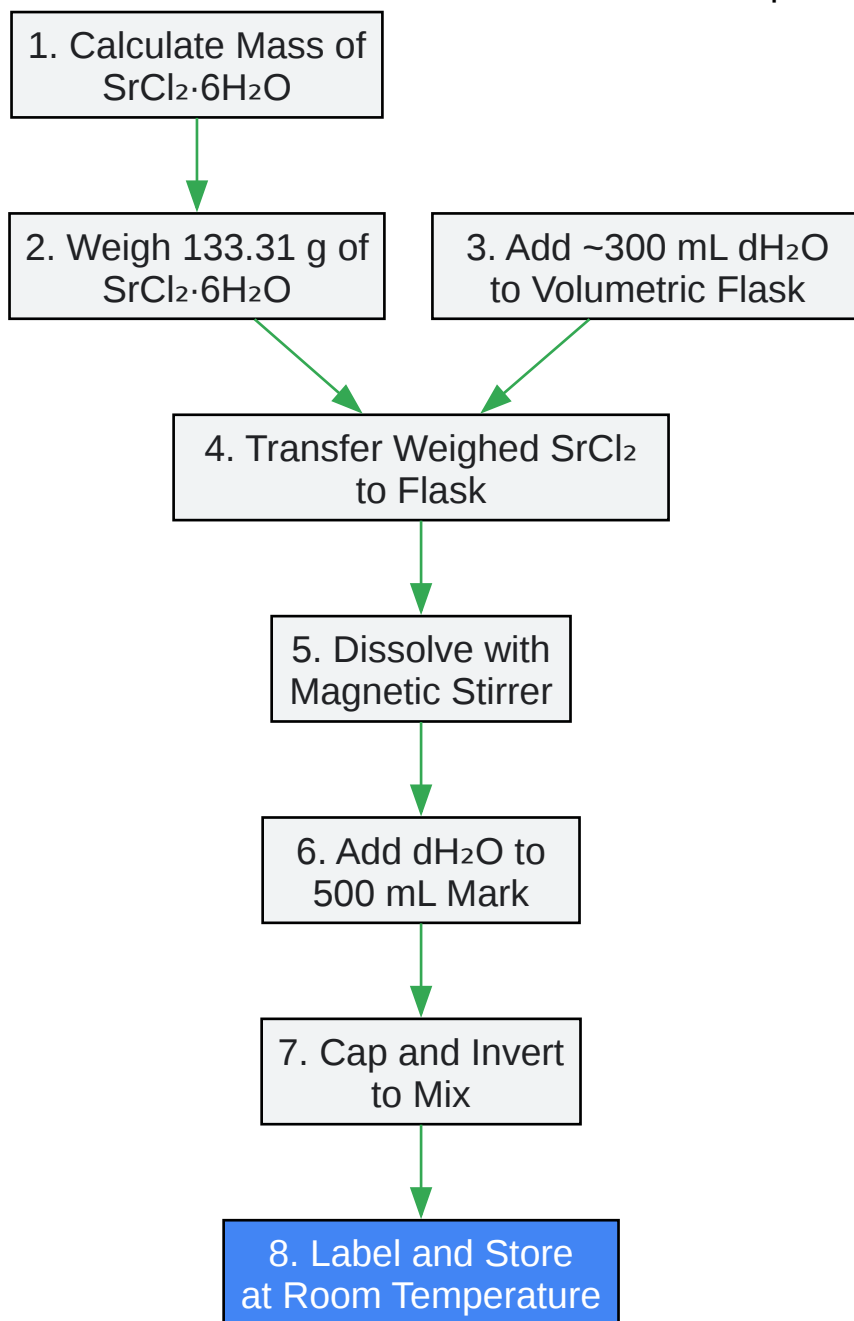 1. Calculate Mass of
SrCl₂·6H₂O
2. Weigh 133.31 g of
SrCl₂·6H₂O
3. Add ~300 mL dH₂O
to Volumetric Flask
4. Transfer Weighed SrCl₂
to Flask
5. Dissolve with
Magnetic Stirrer
6. Add dH₂O to
500 mL Mark
7. Cap and Invert
to Mix
8. Label and Store
at Room Temperature